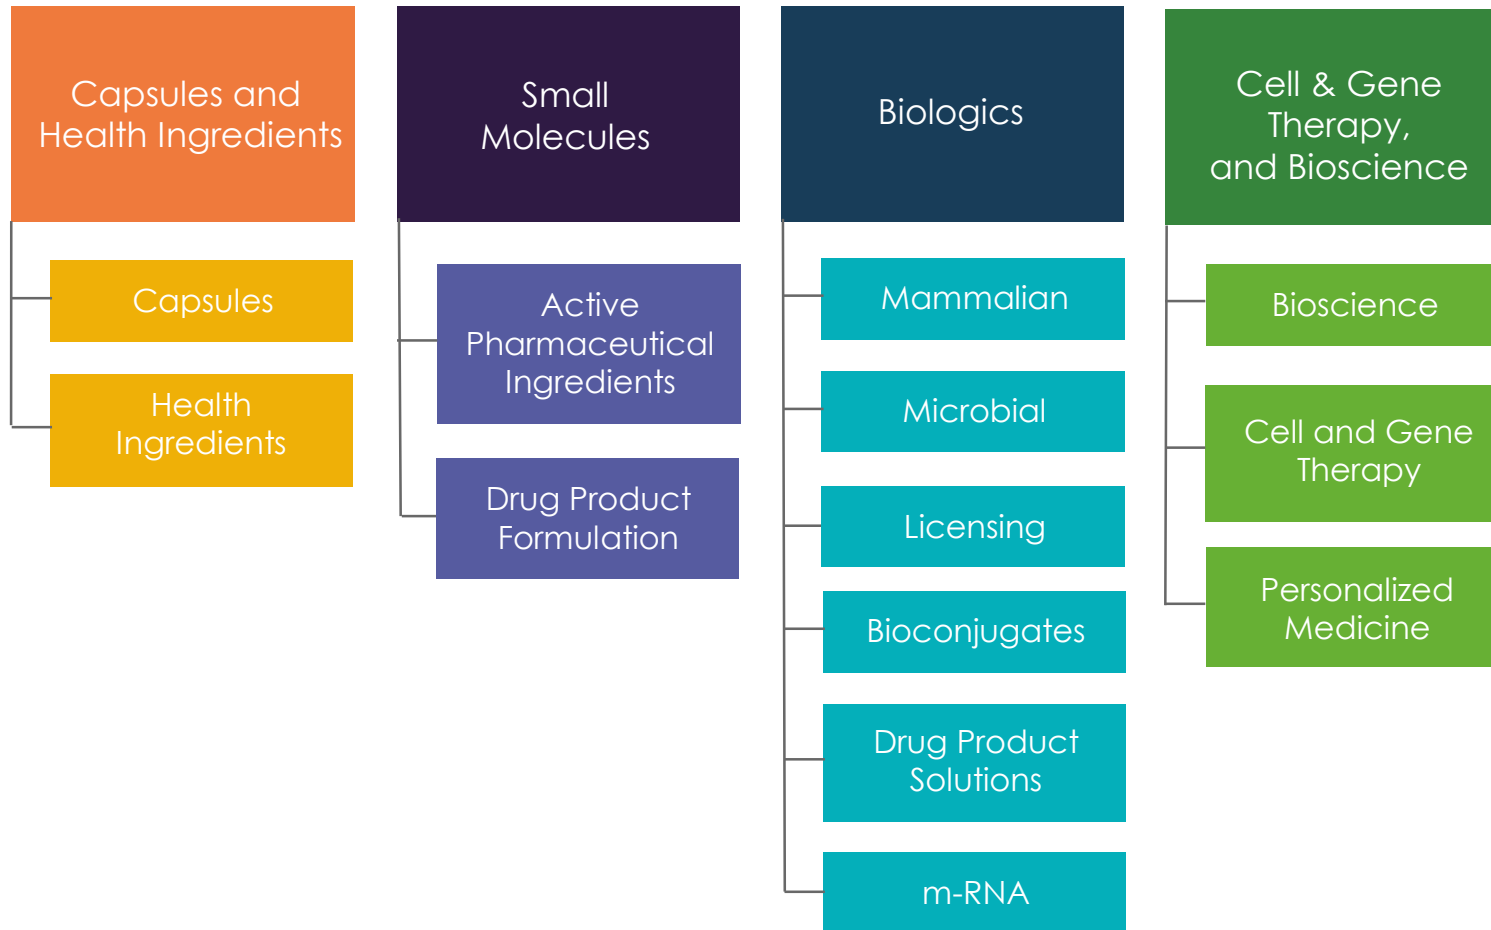 Capsules and
Health Ingredients
Capsules
Health
Ingredients
Small
Molecules
Active
Pharmaceutical
Ingredients
Drug Product
Formulation
Biologics
Mammalian
Microbial
Licensing
Bioconjugates
Drug Product
Solutions
m-RNA
Cell & Gene
Therapy,
and Bioscience
Bioscience
Cell and Gene
Therapy
Personalized
Medicine